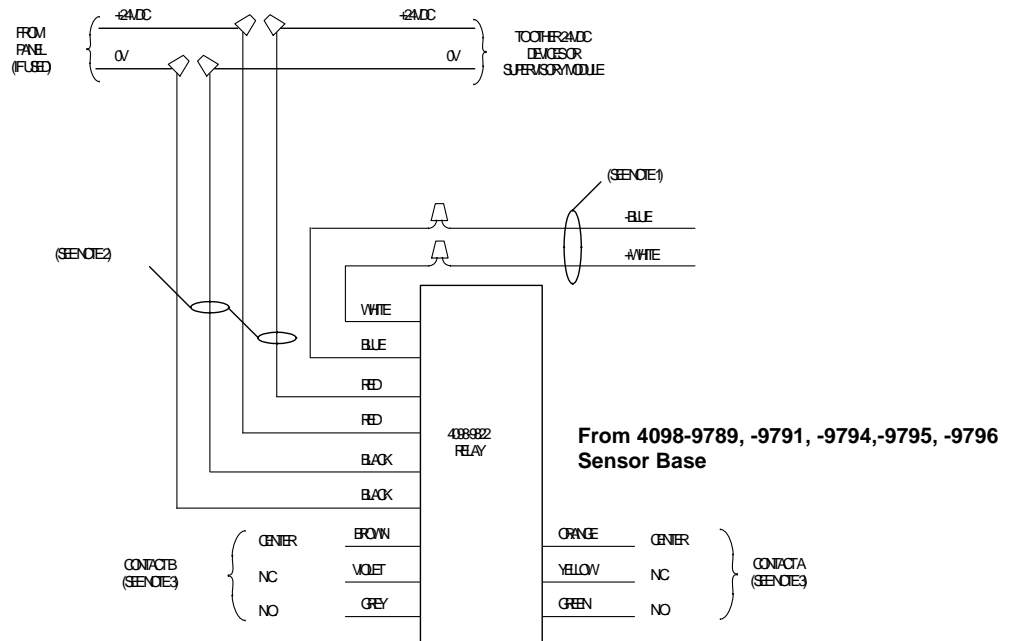 +24VDC
+24VDC
FROM
PANEL
(IF USED)
0V
0V
TO OTHER 24VDC
DEVICES OR
SUPERVISORY MODULE
(SEE NOTE 1)
-BLUE
+WHITE
(SEE NOTE 2)
WHITE
BLUE
RED
RED
BLACK
BLACK
4098-9822
RELAY
From 4098-9789, -9791, -9794,-9795, -9796
Sensor Base
CONTACT B
(SEE NOTE 3)
CENTER
BROWN
NC
VIOLET
NO
GREY
ORANGE
CENTER
YELLOW
NC
GREEN
NO
CONTACT A
(SEE NOTE 3)